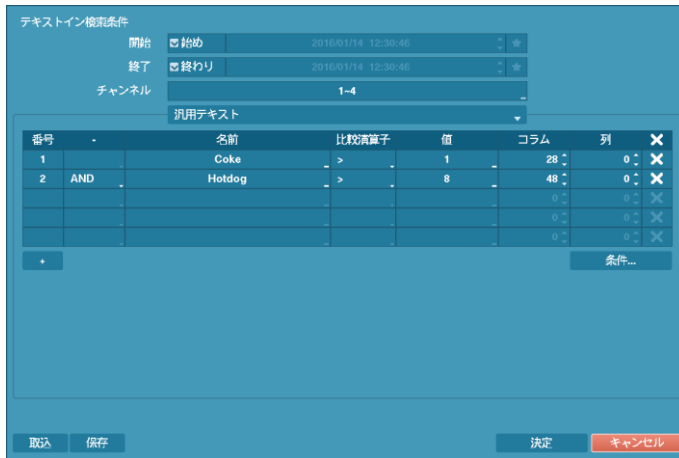 テキストイン検索条件
開始 始め 2016/01/14 12:30:46
終了 終わり 2016/01/14 12:30:46
チャンネル 1~4
汎用テキスト
番号 - 名前 比較演算子 値 コラム 列
1 Coke > 1 28 0
2 AND Hotdog > 8 48 0
0 0
0 0
0 0
+ 条件...
取込 保存 決定 キャンセル